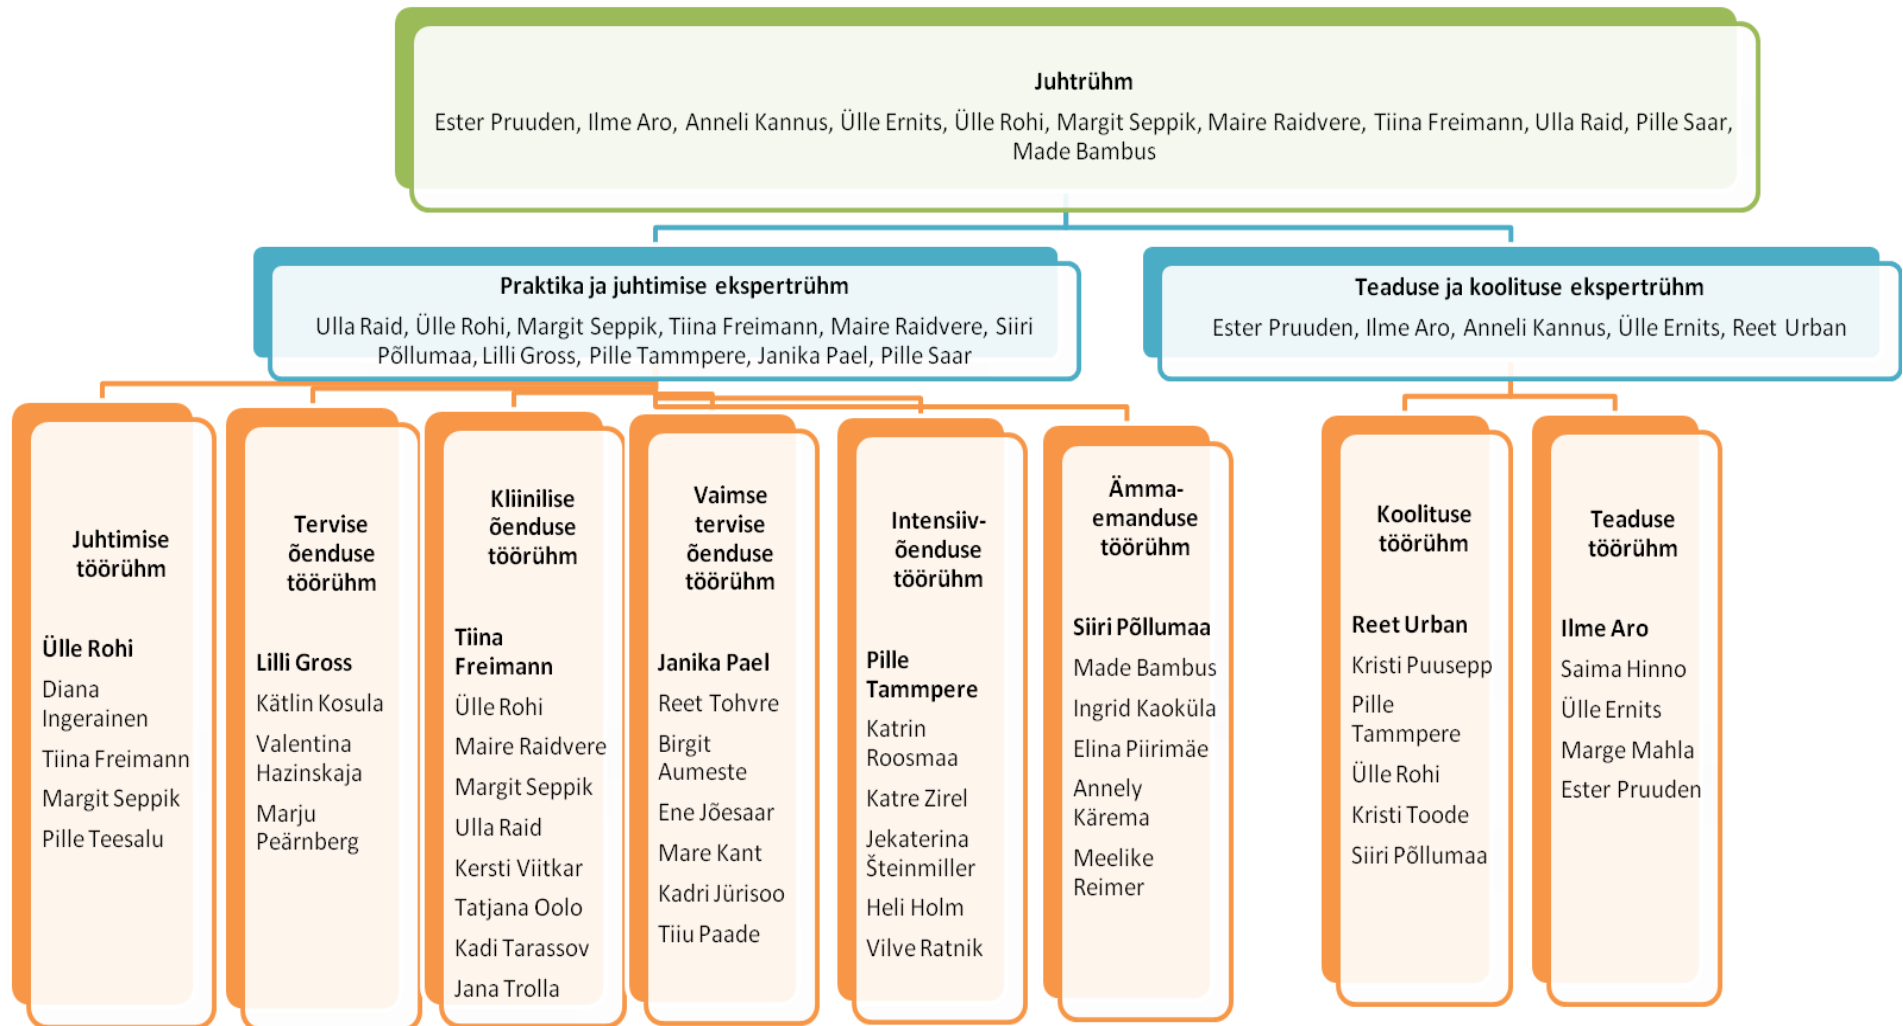 Juhtrühm
Ester Pruuden, Ilme Aro, Anneli Kannus, Ülle Ernits, Ülle Rohi, Margit Seppik, Maire Raidvere, Tiina Freimann, Ulla Raid, Pille Saar,
Made Bambus
Praktika ja juhtimise ekspertrühm
Ulla Raid, Ülle Rohi, Margit Seppik, Tiina Freimann, Maire Raidvere, Siiri
Põllumaa, Lilli Gross, Pille Tammpere, Janika Pael, Pille Saar
Teaduse ja koolituse ekspertrühm
Ester Pruuden, Ilme Aro, Anneli Kannus, Ülle Ernits, Reet Urban
Juhtimise
töörühm
Ülle Rohi
Diana
Ingerainen
Tiina Freimann
Margit Seppik
Pille Teesalu
Tervise
õenduse
töörühm
Lilli Gross
Kätlin Kosula
Valentina
Hazinskaja
Marju
Peärnberg
Kliinilise
õenduse
töörühm
Tiina
Freimann
Ülle Rohi
Maire Raidvere
Margit Seppik
Ulla Raid
Kersti Viitkar
Tatjana Oolo
Kadi Tarassov
Jana Trolla
Vaimse
tervise
õenduse
töörühm
Janika Pael
Reet Tohvre
Birgit
Aumeste
Ene Jõesaar
Mare Kant
Kadri Jürisoo
Tiiu Paade
Intensiiv-
õenduse
töörühm
Pille
Tammpere
Katrin
Roosmaa
Katre Zirel
Jekaterina
Šteinmiller
Heli Holm
Vilve Ratnik
Ämma-
emanduse
töörühm
Siiri Põllumaa
Made Bambus
Ingrid Kaoküla
Elina Piirimäe
Annely
Kärema
Meelike
Reimer
Koolituse
töörühm
Reet Urban
Kristi Puusepp
Pille
Tammpere
Ülle Rohi
Kristi Toode
Siiri Põllumaa
Teaduse
töörühm
Ilme Aro
Saima Hinno
Ülle Ernits
Marge Mahla
Ester Pruuden